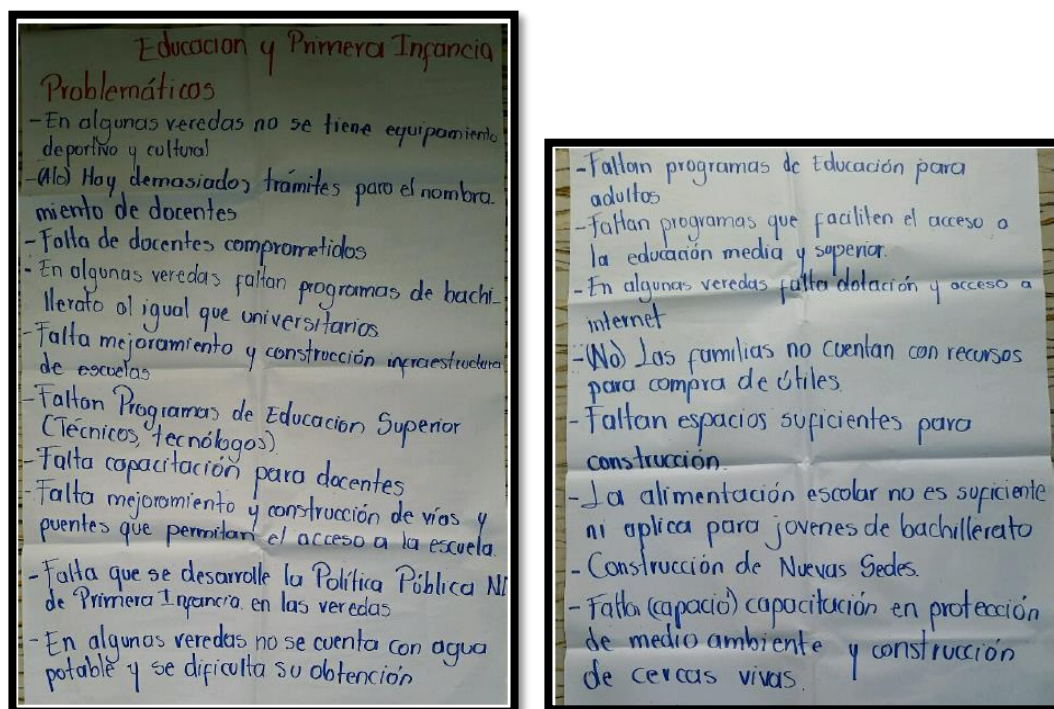 Educacion y Primera Infancia
Problemáticas
- En algunas veredas no se tiene equipamiento
deportivo y cultural
- (No) Hay demasiados trámites para el nombra-
miento de docentes
- Falta de docentes comprometidos
- En algunas veredas faltan programas de bachi-
llerato al igual que universitarios
- Falta mejoramiento y construcción infraestructura
de escuelas
- Faltan Programas de Educacion Superior
(Técnicos, tecnólogos)
- Falta capacitación para docentes
- Falta mejoramiento y construcción de vías y
puentes que permitan el acceso a la escuela.
- Falta que se desarrolle la Política Pública Nl
de Primera Infancia en las veredas
- En algunas veredas no se cuenta con agua
potable y se dificulta su obtención
- Faltan programas de Educación para
adultos
- Faltan programas que faciliten el acceso a
la educación media y superior.
- En algunas veredas falta dotación y acceso a
internet
- (No) Las familias no cuentan con recursos
para compra de útiles.
- Faltan espacios suficientes para
construcción.
- La alimentación escolar no es suficiente
ni aplica para jovenes de bachillerato
- Construcción de Nuevas Sedes.
- Falta (capacio) capacitación en protección
de medio ambiente y construcción
de cercas vivas.